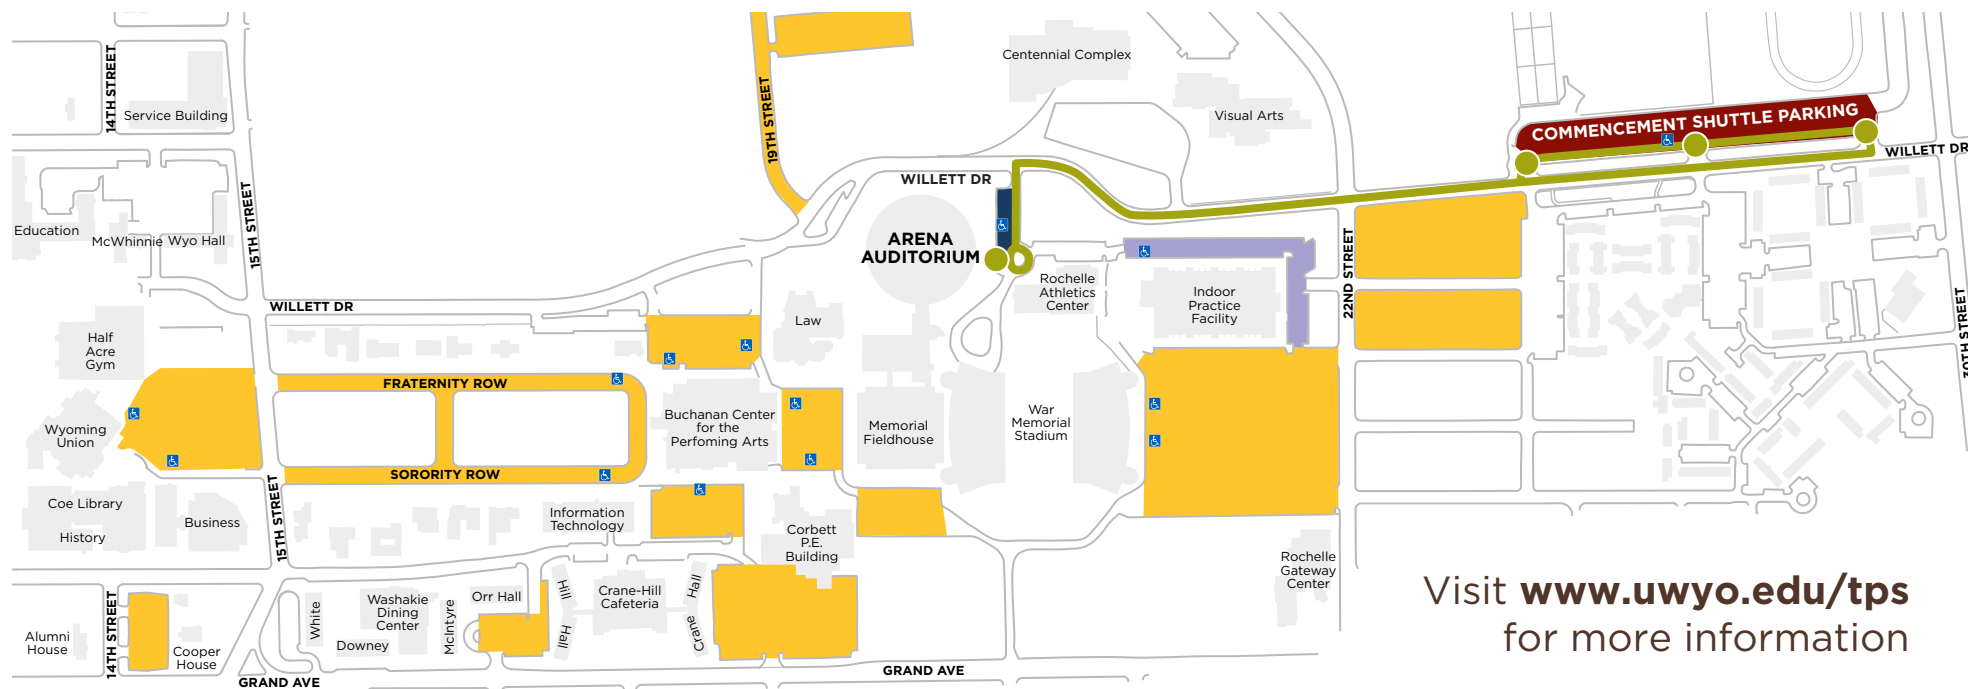 14TH STREET
Service Building
Education
McWhinnie
Wyo Hall
15TH STREET
19TH STREET
Centennial Complex
Visual Arts
COMMENCEMENT SHUTTLE PARKING
WILLETT DR
WILLETT DR
ARENA
AUDITORIUM
Rochelle
Athletics
Center
Indoor
Practice
Facility
22ND STREET
30TH STREET
WILLETT DR
Half
Acre
Gym
Law
FRATERNITY ROW
Wyoming
Union
Buchanan Center
for the
Perfoming Arts
Memorial
Fieldhouse
War
Memorial
Stadium
SORORITY ROW
Coe Library
History
Business
15TH STREET
Information
Technology
Corbett
P.E.
Building
Rochelle
Gateway
Center
14TH STREET
Alumni
House
Cooper
House
White
Washakie
Dining
Center
Downey
McIntyre
Orr Hall
Hill
Hall
Crane-Hill
Cafeteria
Hall
Crane
GRAND AVE
GRAND AVE
Visit www.uwyo.edu/tps
for more information